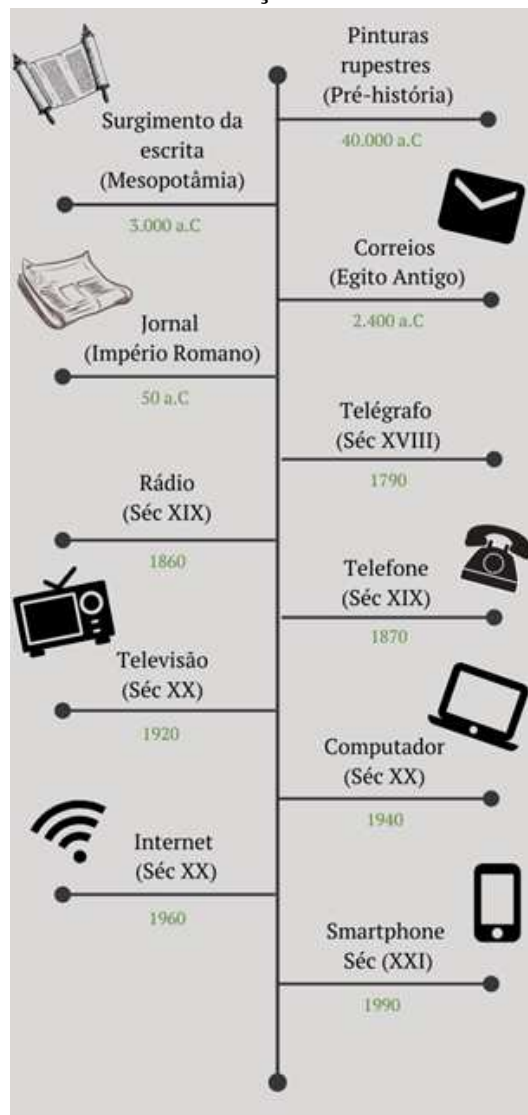 Pinturas
rupestres
(Pré-história)
40.000 a.C
Surgimento da
escrita
(Mesopotâmia)
3.000 a.C
Correios
(Egito Antigo)
2.400 a.C
Jornal
(Império Romano)
50 a.C
Telégrafo
(Séc XVIII)
1790
Rádio
(Séc XIX)
1860
Telefone
(Séc XIX)
1870
Televisão
(Séc XX)
1920
Computador
(Séc XX)
1940
Internet
(Séc XX)
1960
Smartphone
Séc (XXI)
1990